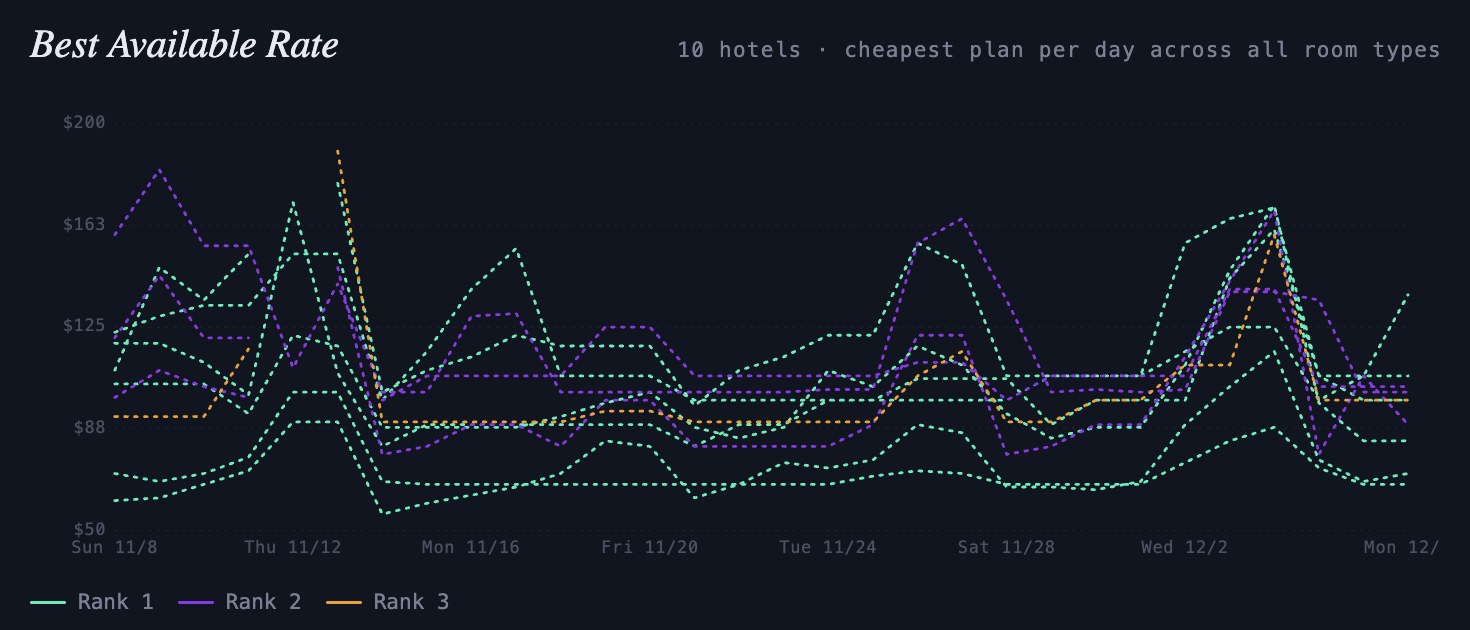 Best Available Rate
10 hotels · cheapest plan per day across all room types
$200
$163
$125
$88
$50
Sun 11/8 Thu 11/12 Mon 11/16 Fri 11/20 Tue 11/24 Sat 11/28 Wed 12/2 Mon 12/
Rank 1 Rank 2 Rank 3